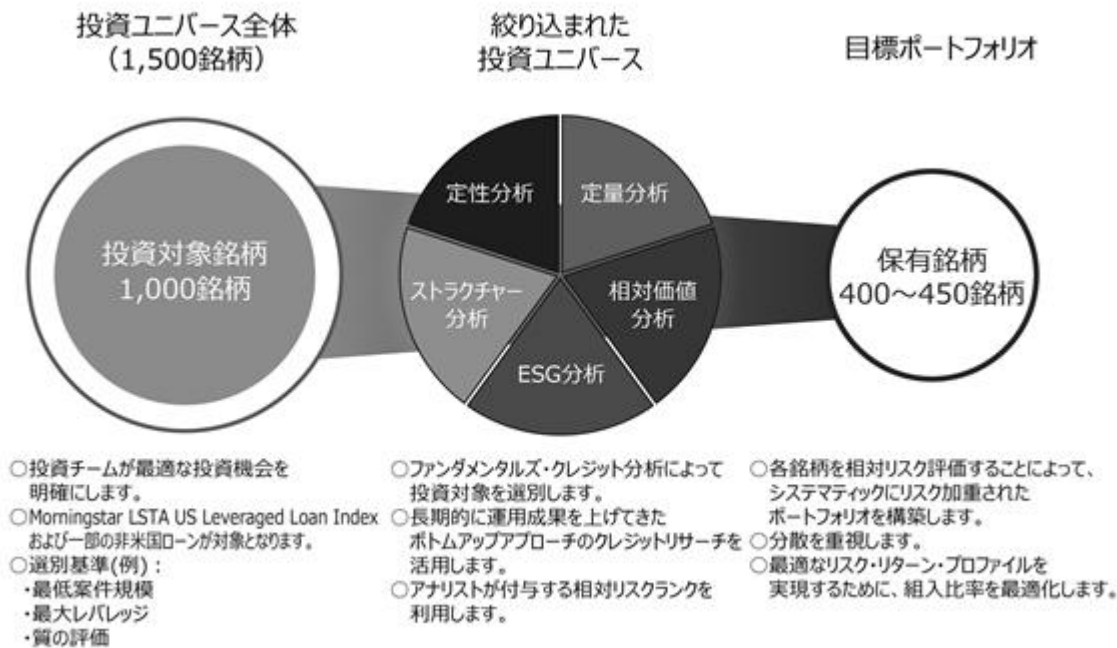 投資ユニバース全体
（1,500銘柄）
絞り込まれた
投資ユニバース
目標ポートフォリオ
投資対象銘柄
1,000銘柄
定性分析
定量分析
ストラクチャー
分析
相対価値
分析
ESG分析
保有銘柄
400～450銘柄
○投資チームが最適な投資機会を
明確にします。
○Morningstar LSTA US Leveraged Loan Index
および一部の非米国ローンが対象となります。
○選別基準(例)：
・最低案件規模
・最大レバレッジ
・質の評価
○ファンダメンタルズ・クレジット分析によって
投資対象を選別します。
○長期的に運用成果を上げてきた
ボトムアップアプローチのクレジットリサーチを
活用します。
○アナリストが付与する相対リスクランクを
利用します。
○各銘柄を相対リスク評価することによって、
システマティックにリスク加重された
ポートフォリオを構築します。
○分散を重視します。
○最適なリスク・リターン・プロファイルを
実現するために、組入比率を最適化します。